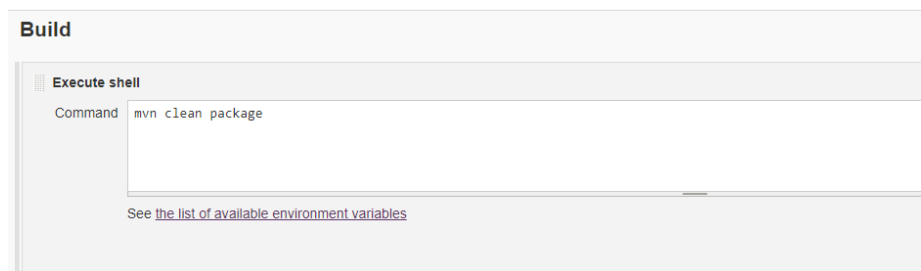 Build
Execute shell
Command mvn clean package
See the list of available environment variables